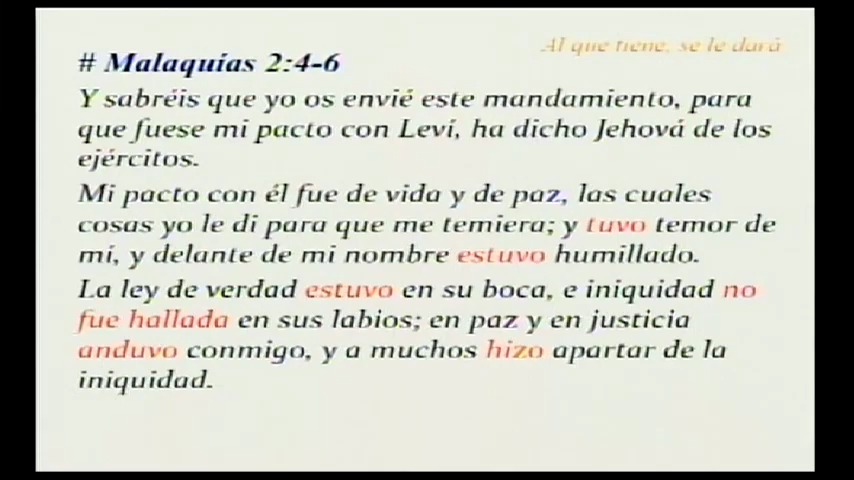 Al que tiene, se le dará
# Malaquías 2:4-6
Y sabréis que yo os envié este mandamiento, para
que fuese mi pacto con Leví, ha dicho Jehová de los
ejércitos.
Mi pacto con él fue de vida y de paz, las cuales
cosas yo le di para que me temiera; y tuvo temor de
mí, y delante de mi nombre estuvo humillado.
La ley de verdad estuvo en su boca, e iniquidad no
fue hallada en sus labios; en paz y en justicia
anduvo conmigo, y a muchos hizo apartar de la
iniquidad.